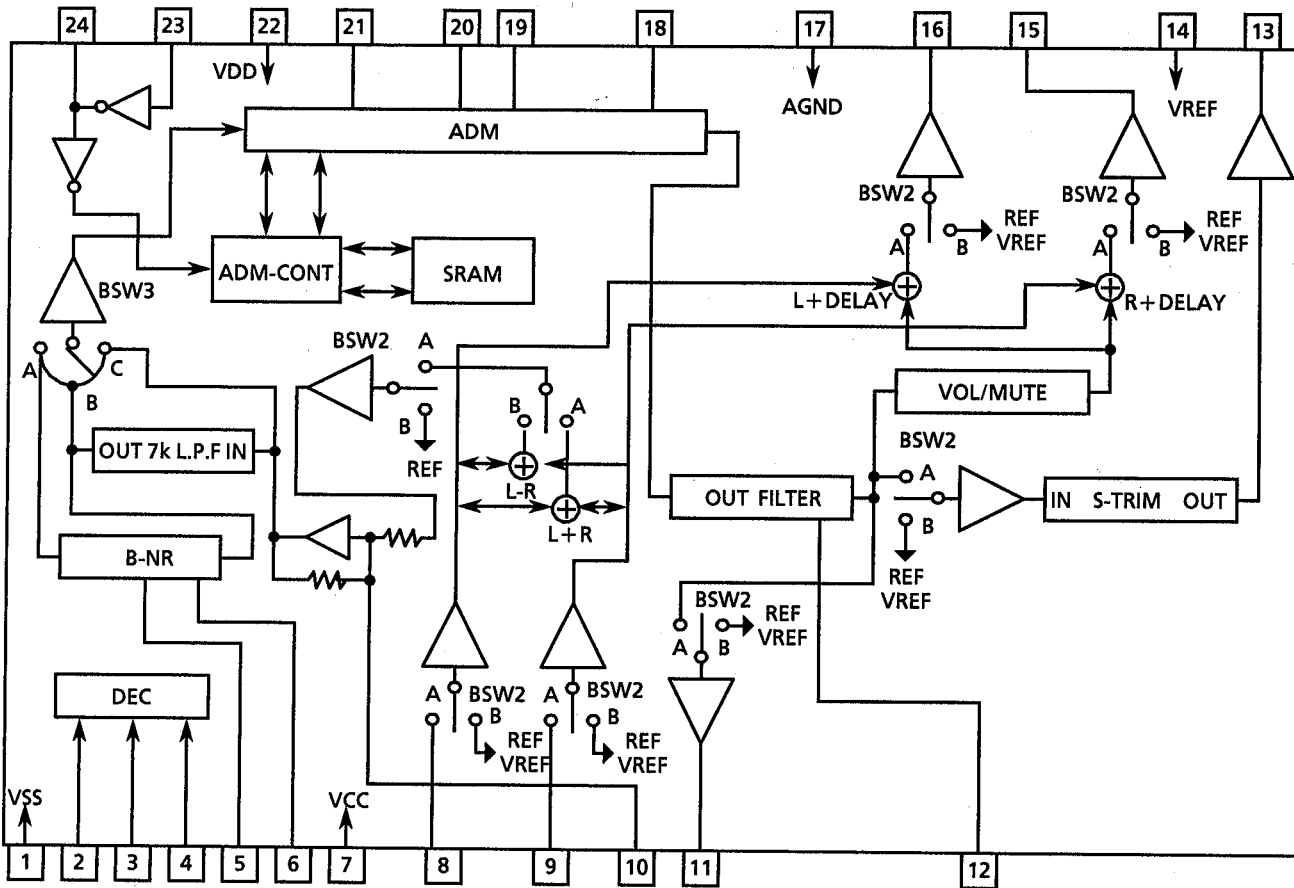 24 23 22 21 20 19 18 17 16 15 14 13
VDD
AGND
VREF
ADM
BSW2
BSW2
A B REF VREF
A B REF VREF
ADM-CONT
SRAM
BSW3
L+DELAY
R+DELAY
BSW2
A
A C
B
B A
B
REF
VOL/MUTE
OUT 7k L.P.F IN
BSW2
A
L-R
OUT FILTER
IN S-TRIM OUT
L+R
B
B-NR
REF
VREF
BSW2
REF
VREF
A B
DEC
A BSW2
B
REF
VREF
A BSW2
B
REF
VREF
VSS
VCC
1 2 3 4 5 6 7 8 9 10 11 12